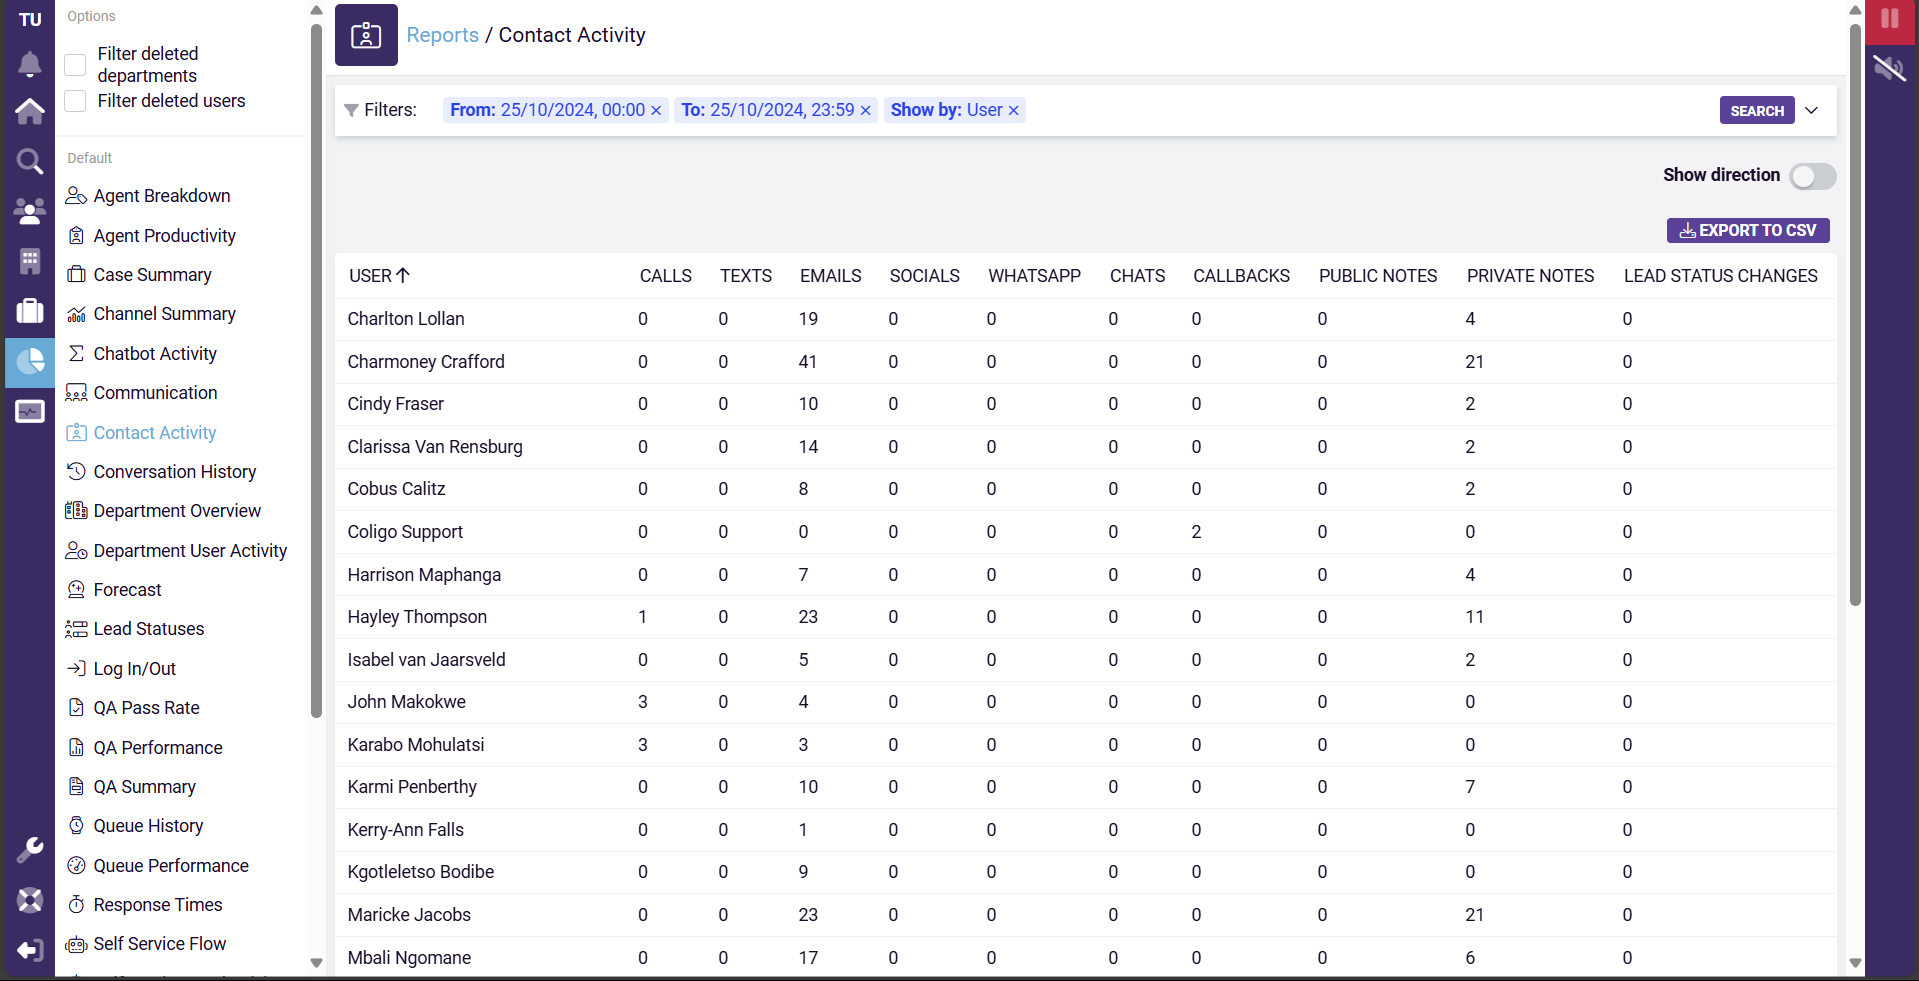 TU
Options
Filter deleted
departments
Filter deleted users
Default
Agent Breakdown
Agent Productivity
Case Summary
Channel Summary
Chatbot Activity
Communication
Contact Activity
Conversation History
Department Overview
Department User Activity
Forecast
Lead Statuses
Log In/Out
QA Pass Rate
QA Performance
QA Summary
Queue History
Queue Performance
Response Times
Self Service Flow
Reports / Contact Activity
Filters: From: 25/10/2024, 00:00 × To: 25/10/2024, 23:59 × Show by: User × SEARCH
Show direction
EXPORT TO CSV
USER CALLS TEXTS EMAILS SOCIALS WHATSAPP CHATS CALLBACKS PUBLIC NOTES PRIVATE NOTES LEAD STATUS CHANGES
Charlton Lollan 0 0 19 0 0 0 0 0 4 0
Charmoney Crafford 0 0 41 0 0 0 0 0 21 0
Cindy Fraser 0 0 10 0 0 0 0 0 2 0
Clarissa Van Rensburg 0 0 14 0 0 0 0 0 2 0
Cobus Calitz 0 0 8 0 0 0 0 0 2 0
Coligo Support 0 0 0 0 0 0 2 0 0 0
Harrison Maphanga 0 0 7 0 0 0 0 0 4 0
Hayley Thompson 1 0 23 0 0 0 0 0 11 0
Isabel van Jaarsveld 0 0 5 0 0 0 0 0 2 0
John Makokwe 3 0 4 0 0 0 0 0 0 0
Karabo Mohulatsi 3 0 3 0 0 0 0 0 0 0
Karmi Penberthy 0 0 10 0 0 0 0 0 7 0
Kerry-Ann Falls 0 0 1 0 0 0 0 0 0 0
Kgotleletso Bodibe 0 0 9 0 0 0 0 0 0 0
Maricke Jacobs 0 0 23 0 0 0 0 0 21 0
Mbali Ngomane 0 0 17 0 0 0 0 0 6 0